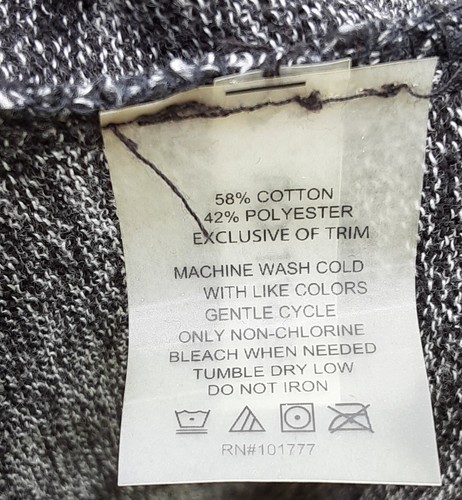 58% COTTON
42% POLYESTER
EXCLUSIVE OF TRIM
MACHINE WASH COLD
WITH LIKE COLORS
GENTLE CYCLE
ONLY NON-CHLORINE
BLEACH WHEN NEEDED
TUMBLE DRY LOW
DO NOT IRON
RN#101777